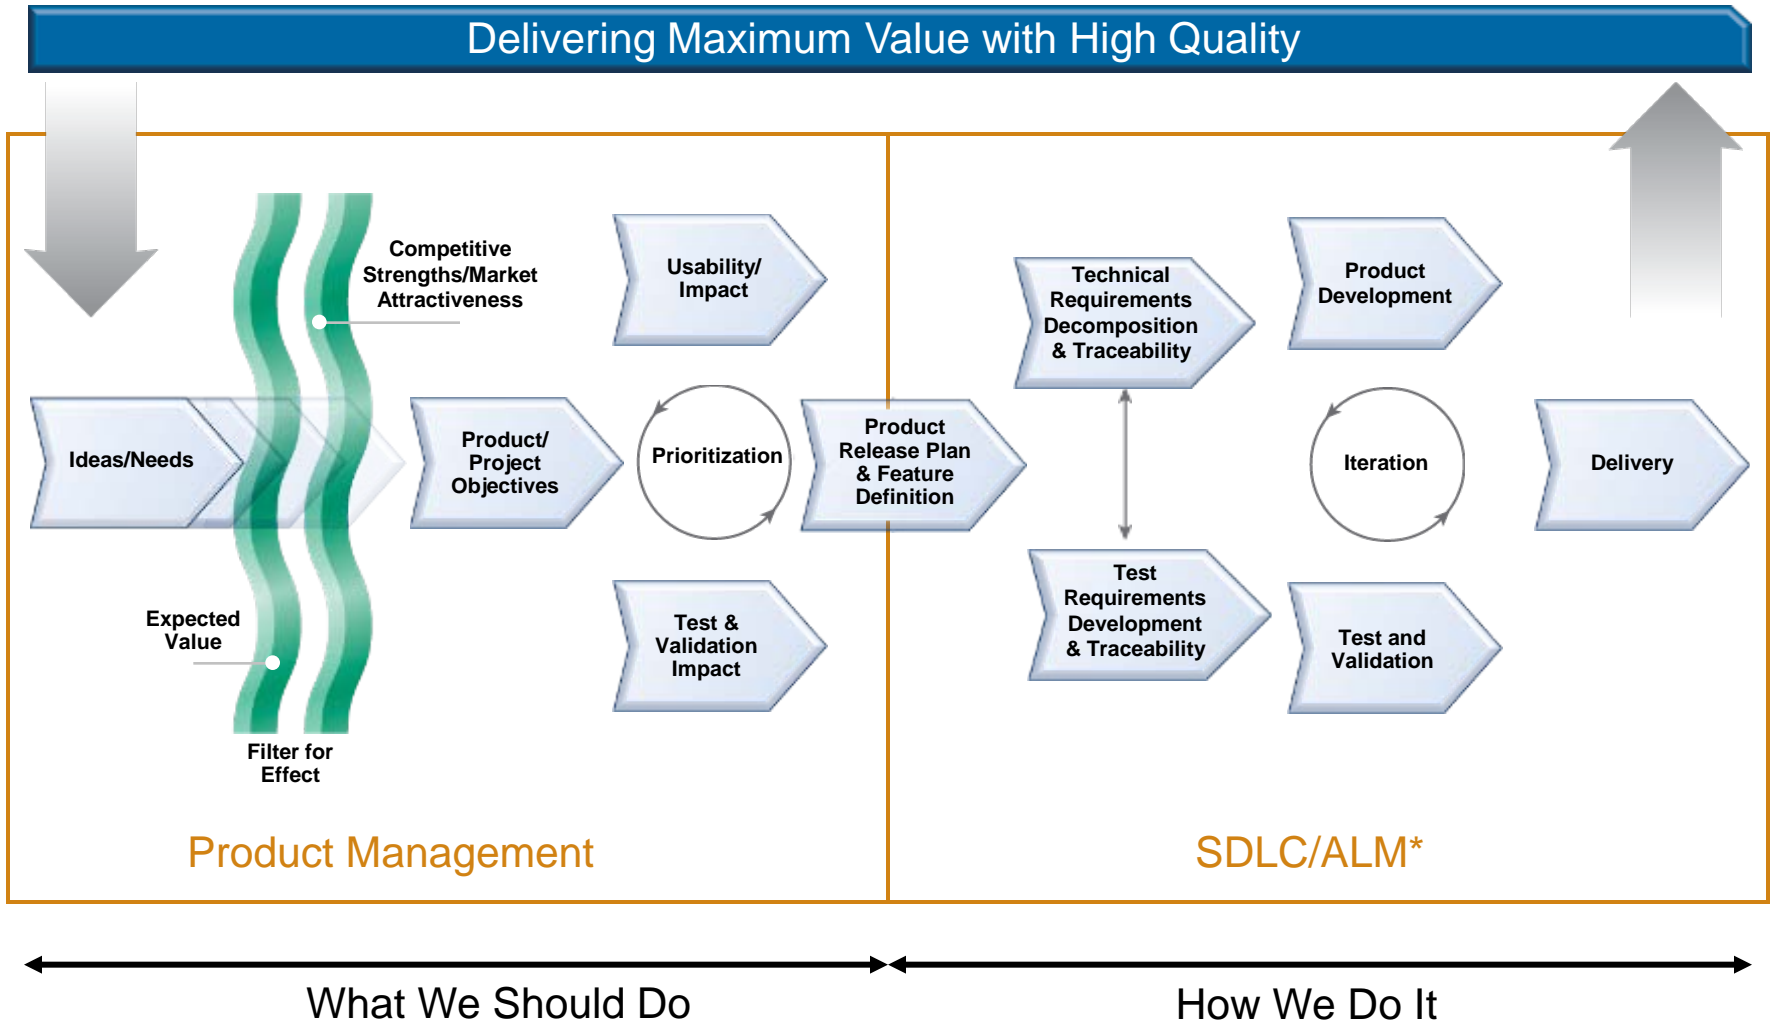 Delivering Maximum Value with High Quality
Competitive
Strengths/Market
Attractiveness
Usability/
Impact
Ideas/Needs
Product/
Project
Objectives
Prioritization
Product
Release Plan
& Feature
Definition
Expected
Value
Test &
Validation
Impact
Filter for
Effect
Product Management
Technical
Requirements
Decomposition
& Traceability
Product
Development
Iteration
Delivery
Test
Requirements
Development
& Traceability
Test and
Validation
SDLC/ALM*
What We Should Do
How We Do It